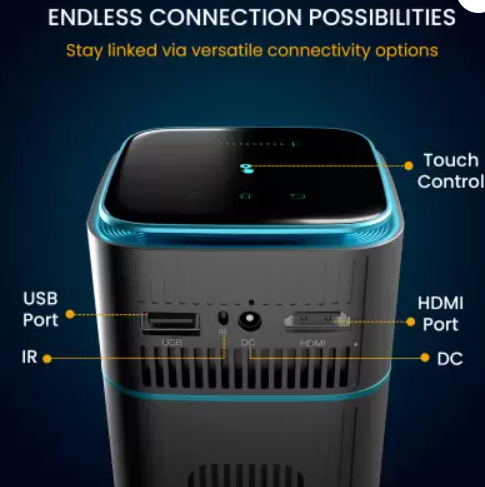 ENDLESS CONNECTION POSSIBILITIES
Stay linked via versatile connectivity options
Touch
Control
USB
Port
HDMI
Port
USB
IR
DC
HDMI
IR
DC